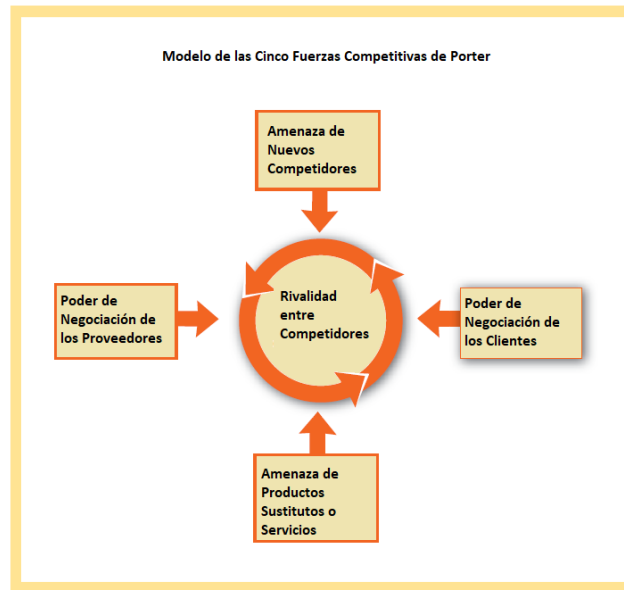 Modelo de las Cinco Fuerzas Competitivas de Porter
Amenaza de
Nuevos
Competidores
Poder de
Negociación de
los Proveedores
Rivalidad
entre
Competidores
Poder de
Negociación de
los Clientes
Amenaza de
Productos
Sustitutos o
Servicios